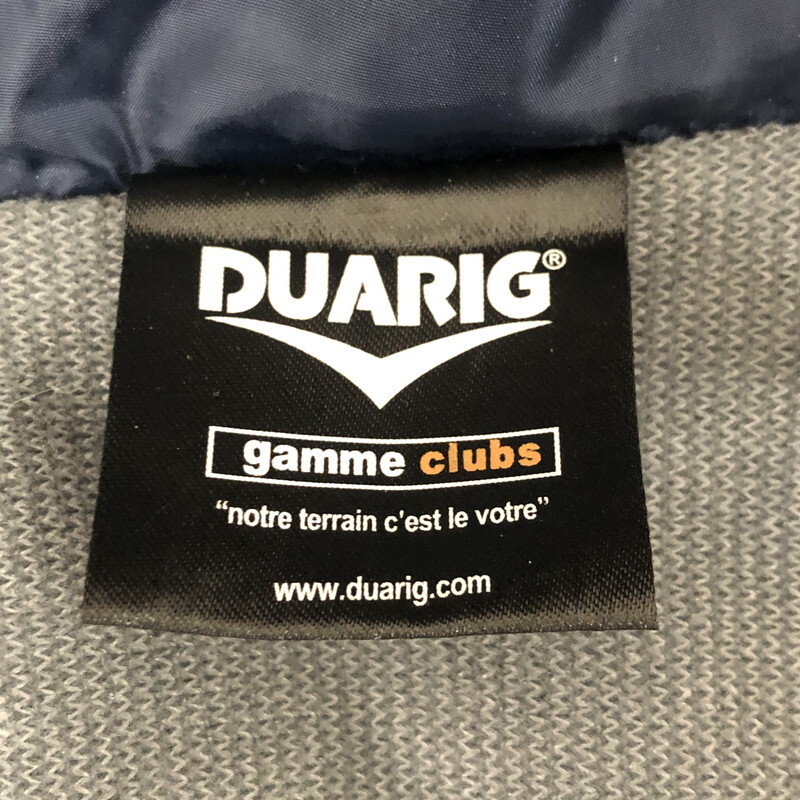 DUARIG®
gamme clubs
“notre terrain c'est le votre”
www.duarig.com